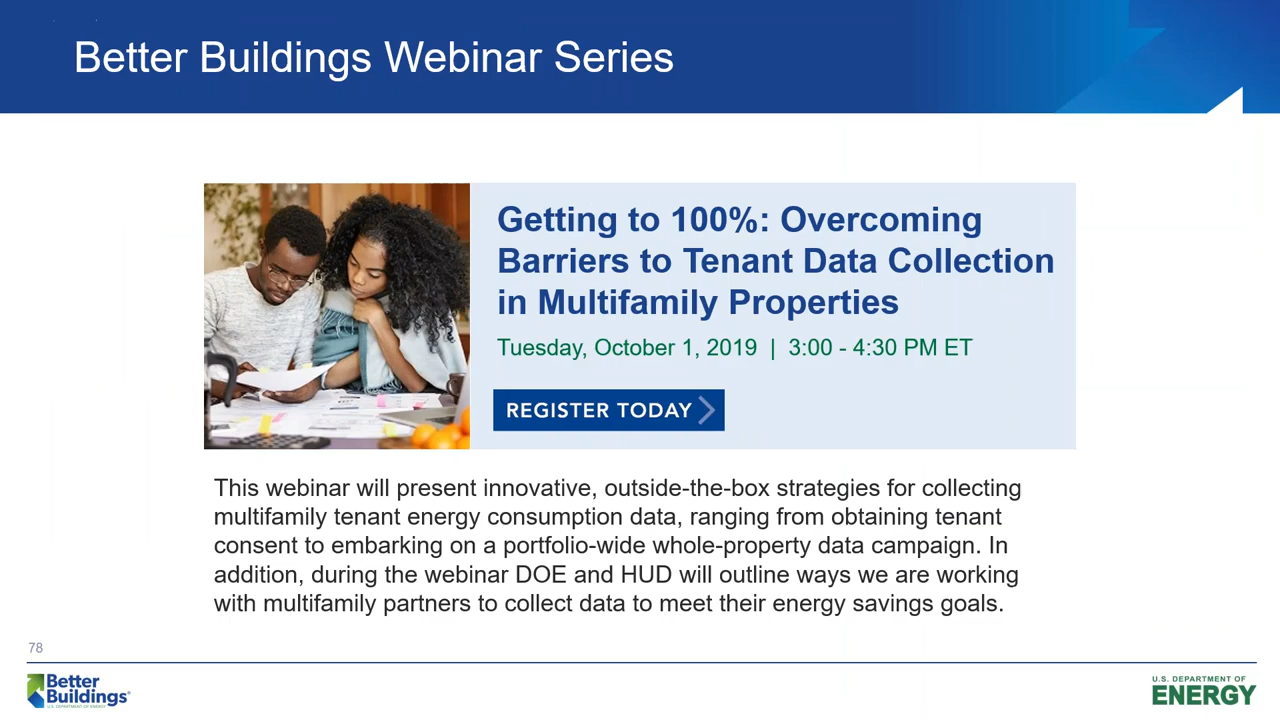 Better Buildings Webinar Series
Getting to 100%: Overcoming
Barriers to Tenant Data Collection
in Multifamily Properties
Tuesday, October 1, 2019 | 3:00 - 4:30 PM ET
REGISTER TODAY
This webinar will present innovative, outside-the-box strategies for collecting
multifamily tenant energy consumption data, ranging from obtaining tenant
consent to embarking on a portfolio-wide whole-property data campaign. In
addition, during the webinar DOE and HUD will outline ways we are working
with multifamily partners to collect data to meet their energy savings goals.
78
Better
Buildings®
U.S. DEPARTMENT OF ENERGY
U.S. DEPARTMENT OF
ENERGY